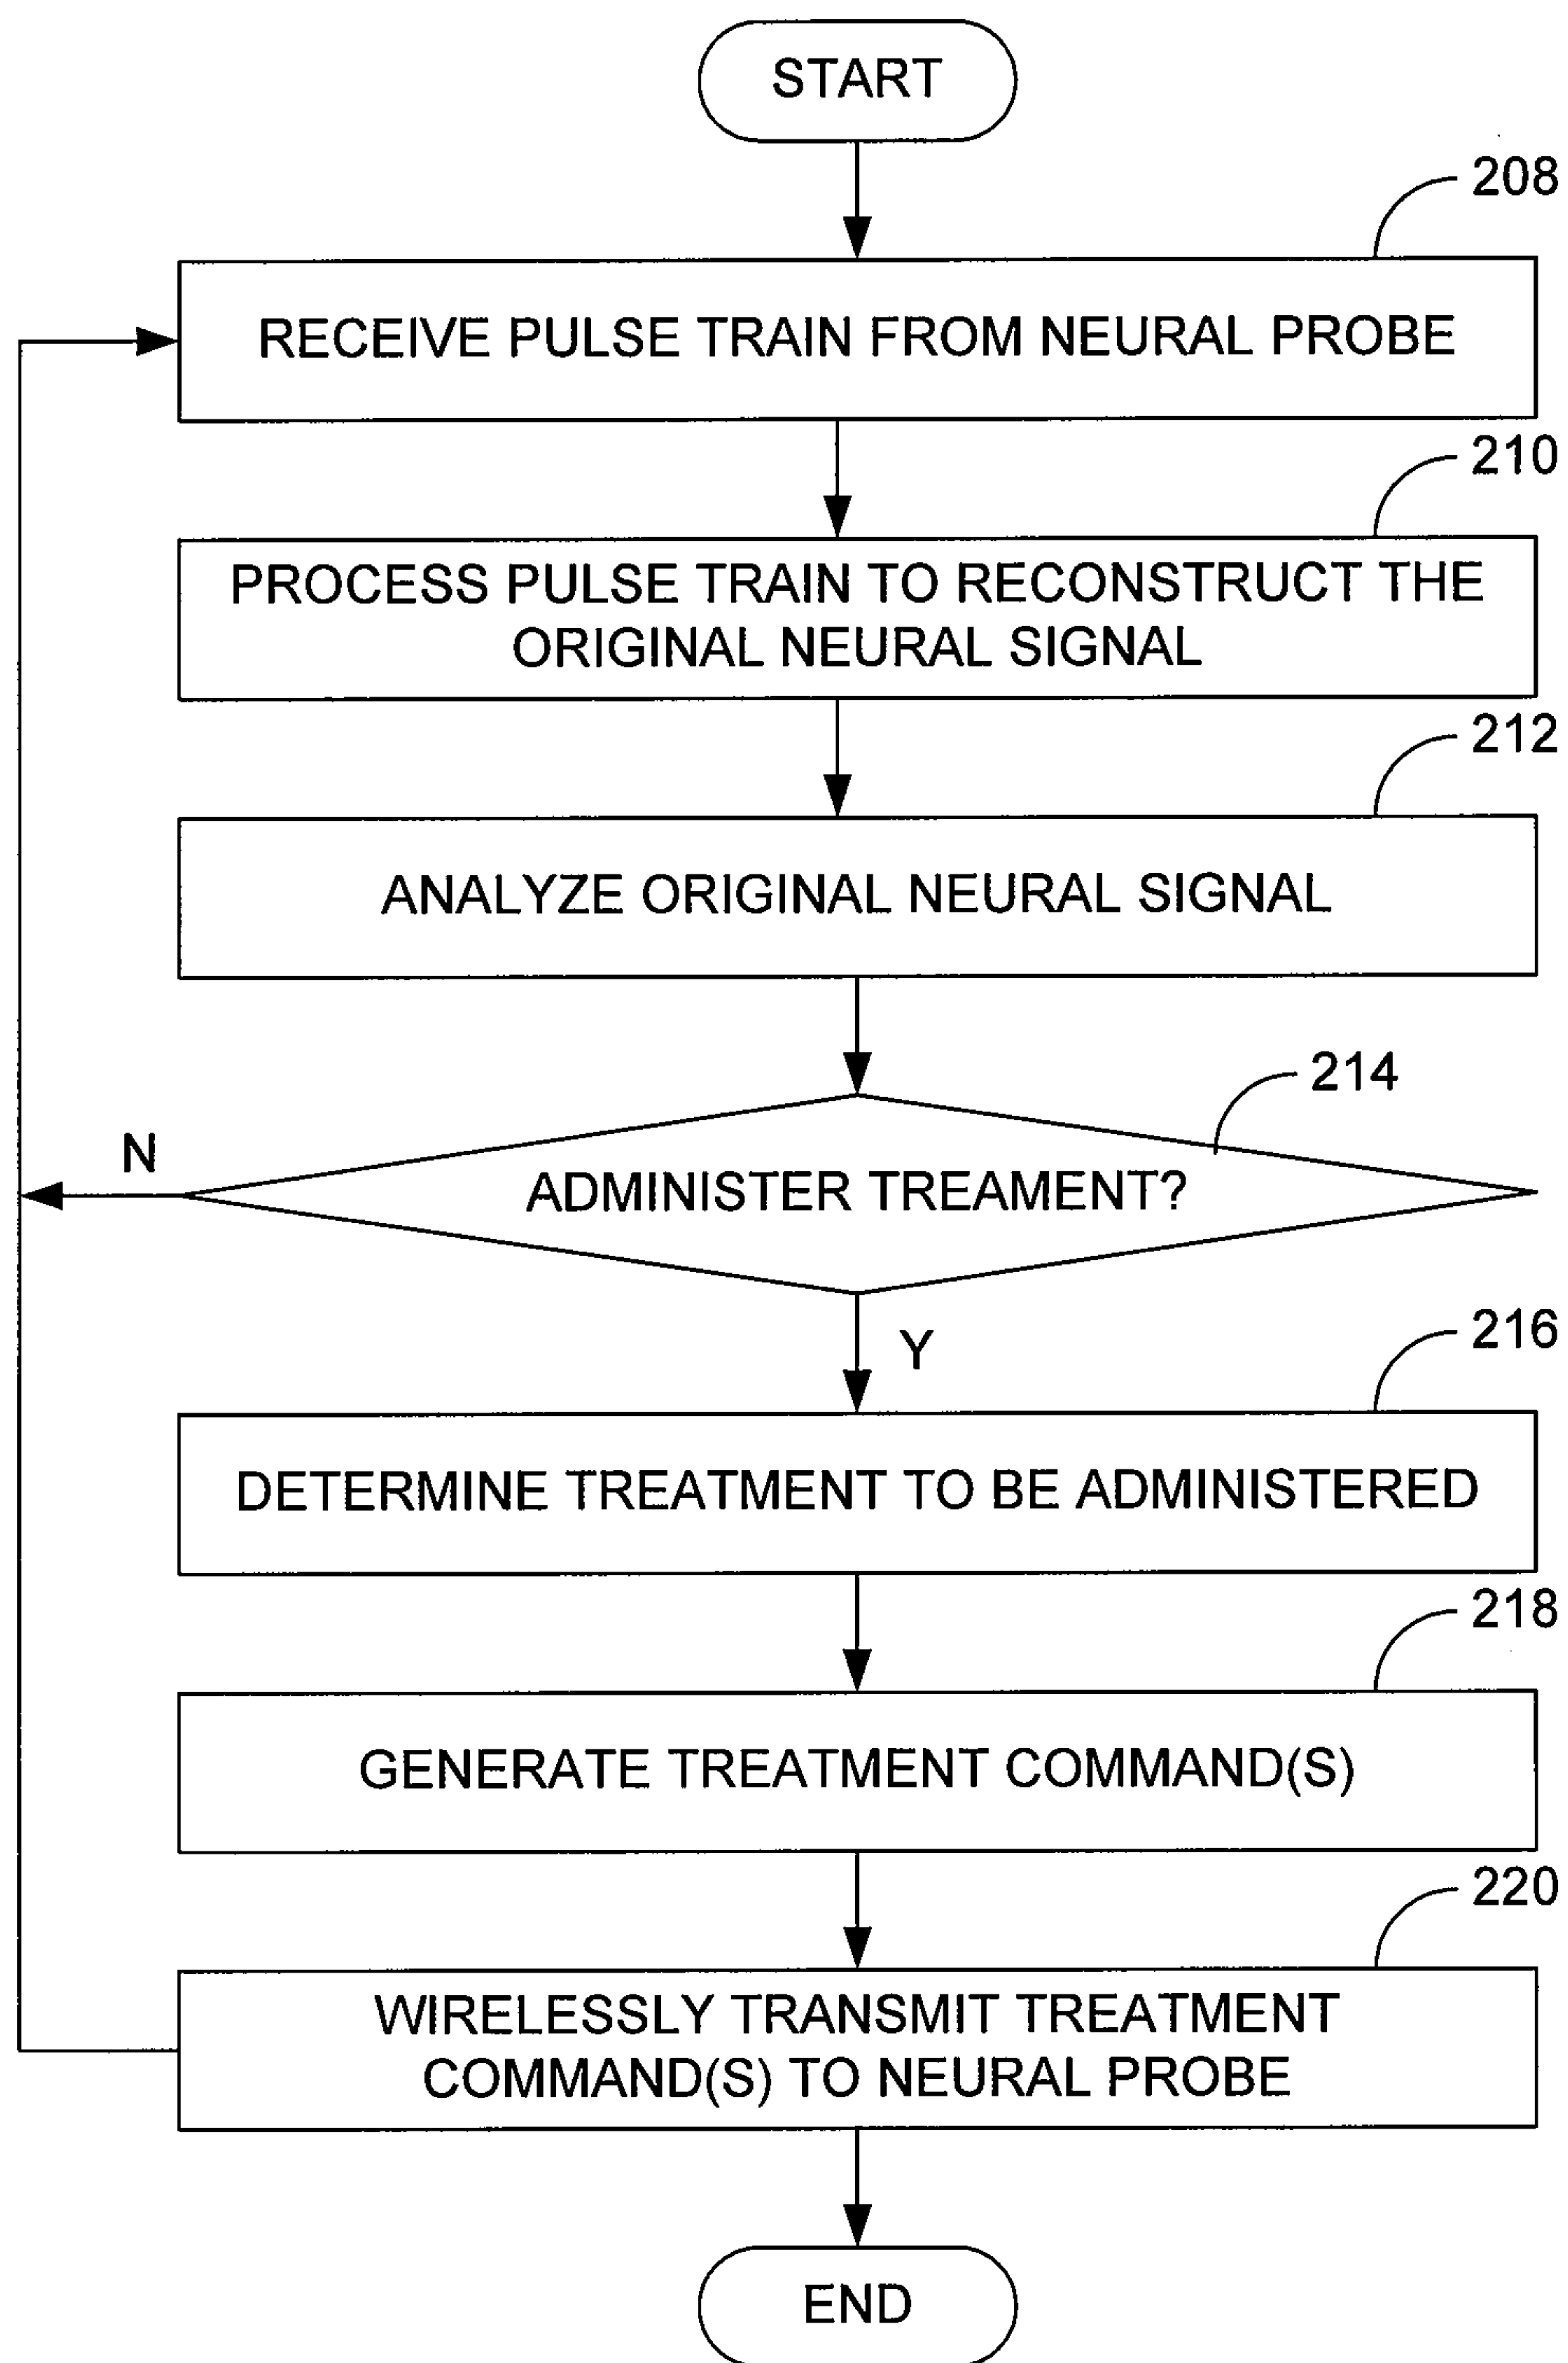 START
208
RECEIVE PULSE TRAIN FROM NEURAL PROBE
210
PROCESS PULSE TRAIN TO RECONSTRUCT THE
ORIGINAL NEURAL SIGNAL
212
ANALYZE ORIGINAL NEURAL SIGNAL
214
N
ADMINISTER TREAMENT?
Y
216
DETERMINE TREATMENT TO BE ADMINISTERED
218
GENERATE TREATMENT COMMAND(S)
220
WIRELESSLY TRANSMIT TREATMENT
COMMAND(S) TO NEURAL PROBE
END